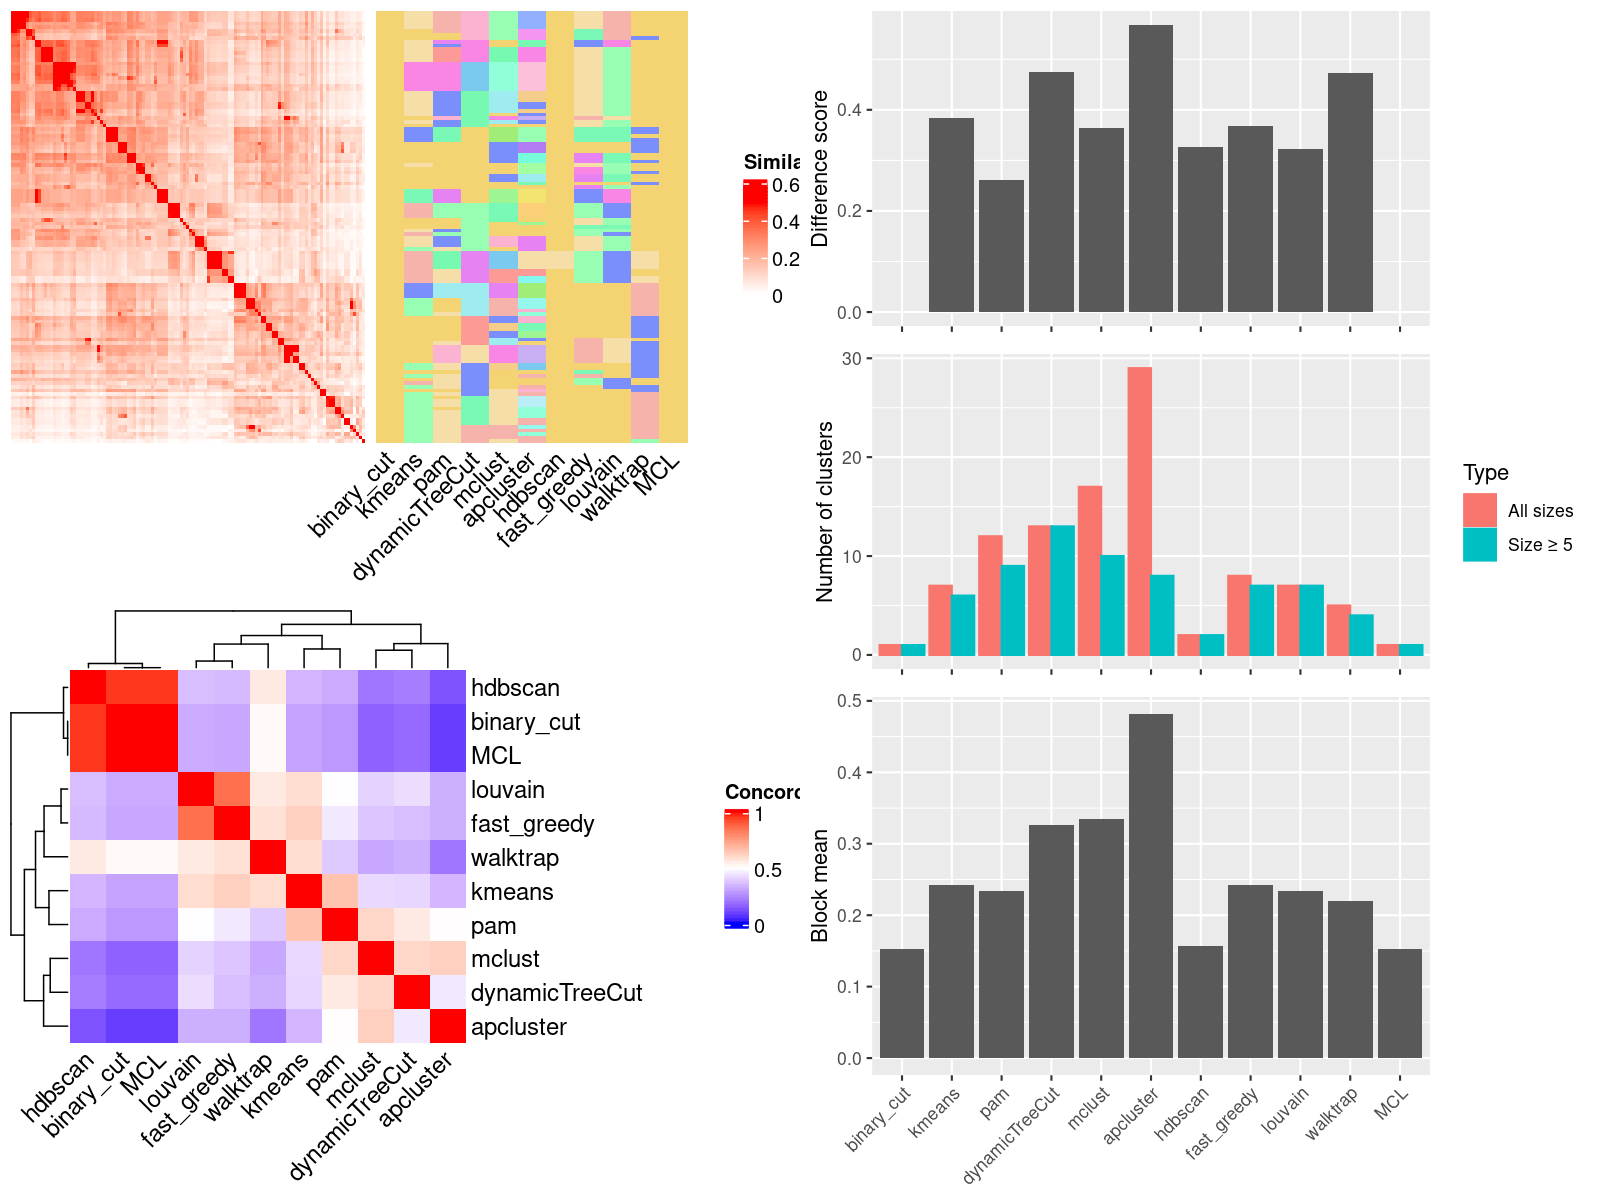 Simila
0.6
0.4
0.2
0
binary_cut
kmeans
pam
dynamicTreeCut
mclust
apcluster
hdbscan
fast_greedy
louvain
walktrap
MCL
hdbscan
binary_cut
MCL
louvain
fast_greedy
walktrap
kmeans
pam
mclust
dynamicTreeCut
apcluster
hdbscan
binary_cut
MCL
louvain
fast_greedy
walktrap
kmeans
pam
mclust
dynamicTreeCut
apcluster
Concord
1
0.5
0
Difference score
0.4
0.2
0.0
Number of clusters
30
20
10
0
Type
All sizes
Size ≥ 5
Block mean
0.5
0.4
0.3
0.2
0.1
0.0
binary_cut
kmeans
pam
dynamicTreeCut
mclust
apcluster
hdbscan
fast_greedy
louvain
walktrap
MCL